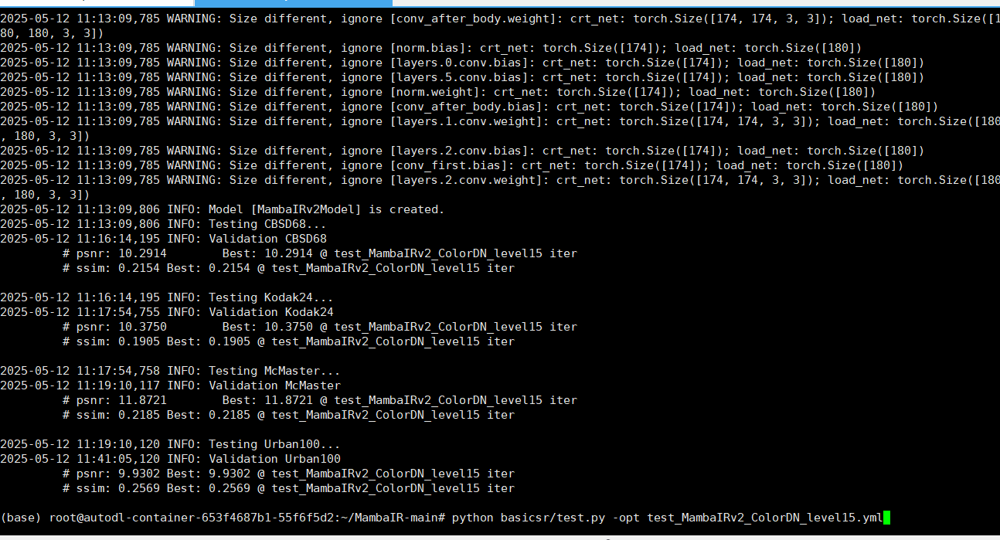 2025-05-12 11:13:09,785 WARNING: Size different, ignore [conv_after_body.weight]: crt_net: torch.Size([174, 174, 3, 3]); load_net: torch.Size([1
80, 180, 3, 3])
2025-05-12 11:13:09,785 WARNING: Size different, ignore [norm.bias]: crt_net: torch.Size([174]); load_net: torch.Size([180])
2025-05-12 11:13:09,785 WARNING: Size different, ignore [layers.0.conv.bias]: crt_net: torch.Size([174]); load_net: torch.Size([180])
2025-05-12 11:13:09,785 WARNING: Size different, ignore [layers.5.conv.bias]: crt_net: torch.Size([174]); load_net: torch.Size([180])
2025-05-12 11:13:09,785 WARNING: Size different, ignore [norm.weight]: crt_net: torch.Size([174]); load_net: torch.Size([180])
2025-05-12 11:13:09,785 WARNING: Size different, ignore [conv_after_body.bias]: crt_net: torch.Size([174]); load_net: torch.Size([180])
2025-05-12 11:13:09,785 WARNING: Size different, ignore [layers.1.conv.weight]: crt_net: torch.Size([174, 174, 3, 3]); load_net: torch.Size([180
, 180, 3, 3])
2025-05-12 11:13:09,785 WARNING: Size different, ignore [layers.2.conv.bias]: crt_net: torch.Size([174]); load_net: torch.Size([180])
2025-05-12 11:13:09,785 WARNING: Size different, ignore [conv_first.bias]: crt_net: torch.Size([174]); load_net: torch.Size([180])
2025-05-12 11:13:09,785 WARNING: Size different, ignore [layers.2.conv.weight]: crt_net: torch.Size([174, 174, 3, 3]); load_net: torch.Size([180
, 180, 3, 3])
2025-05-12 11:13:09,806 INFO: Model [MambaIRv2Model] is created.
2025-05-12 11:13:09,806 INFO: Testing CBSD68...
2025-05-12 11:16:14,195 INFO: Validation CBSD68
# psnr: 10.2914 Best: 10.2914 @ test_MambaIRv2_ColorDN_level15 iter
# ssim: 0.2154 Best: 0.2154 @ test_MambaIRv2_ColorDN_level15 iter
2025-05-12 11:16:14,195 INFO: Testing Kodak24...
2025-05-12 11:17:54,755 INFO: Validation Kodak24
# psnr: 10.3750 Best: 10.3750 @ test_MambaIRv2_ColorDN_level15 iter
# ssim: 0.1905 Best: 0.1905 @ test_MambaIRv2_ColorDN_level15 iter
2025-05-12 11:17:54,758 INFO: Testing McMaster...
2025-05-12 11:19:10,117 INFO: Validation McMaster
# psnr: 11.8721 Best: 11.8721 @ test_MambaIRv2_ColorDN_level15 iter
# ssim: 0.2185 Best: 0.2185 @ test_MambaIRv2_ColorDN_level15 iter
2025-05-12 11:19:10,120 INFO: Testing Urban100...
2025-05-12 11:41:05,120 INFO: Validation Urban100
# psnr: 9.9302 Best: 9.9302 @ test_MambaIRv2_ColorDN_level15 iter
# ssim: 0.2569 Best: 0.2569 @ test_MambaIRv2_ColorDN_level15 iter
(base) root@autodl-container-653f4687b1-55f6f5d2:~/MambaIR-main# python basicsr/test.py -opt test_MambaIRv2_ColorDN_level15.yml